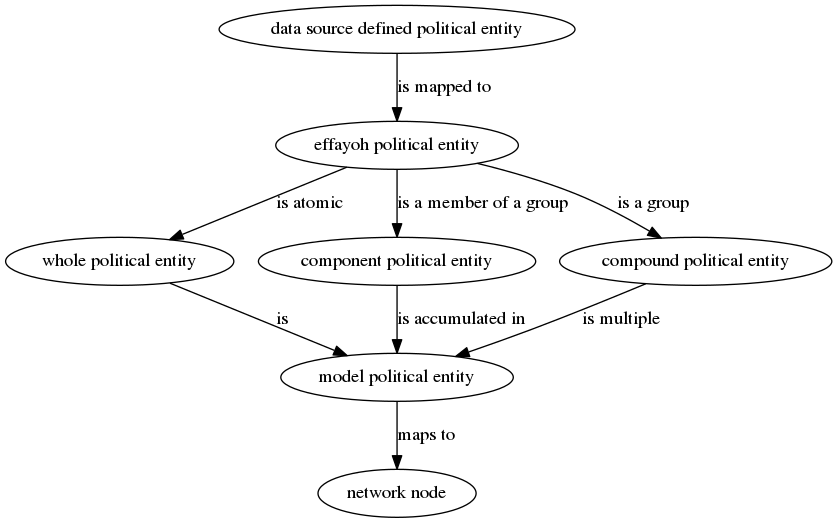 data source defined political entity
is mapped to
effayoh political entity
is atomic
is a member of a group
is a group
whole political entity
component political entity
compound political entity
is
is accumulated in
is multiple
model political entity
maps to
network node